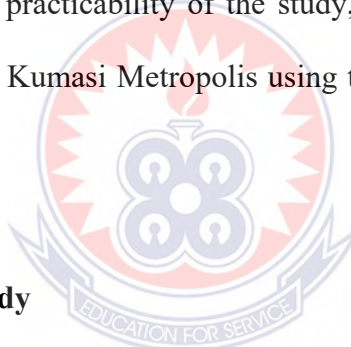 practicability of the study,
Kumasi Metropolis using t
dy
EDUCATION FOR SERVICE